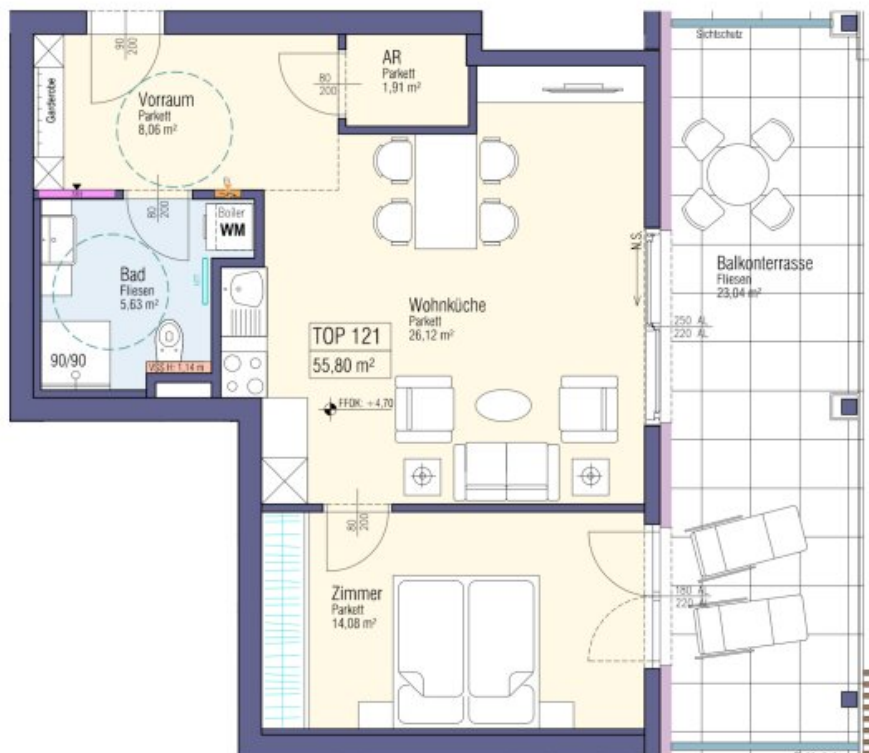 Sichtschutz
90
200
Garderobe
Vorraum
Parkett
8,06 m²
80
200
AR
Parkett
1,91 m²
80
200
Boiler
WM
Bad
Fliesen
5,63 m²
90/90
VSS H: 1,14 m
TOP 121
55,80 m²
Wohnküche
Parkett
26,12 m²
FFOK: +4,70
N.S.
250 AL
220 AL
Balkonterrasse
Fliesen
23,04 m²
80
200
Zimmer
Parkett
14,08 m²
180 AL
220 AL